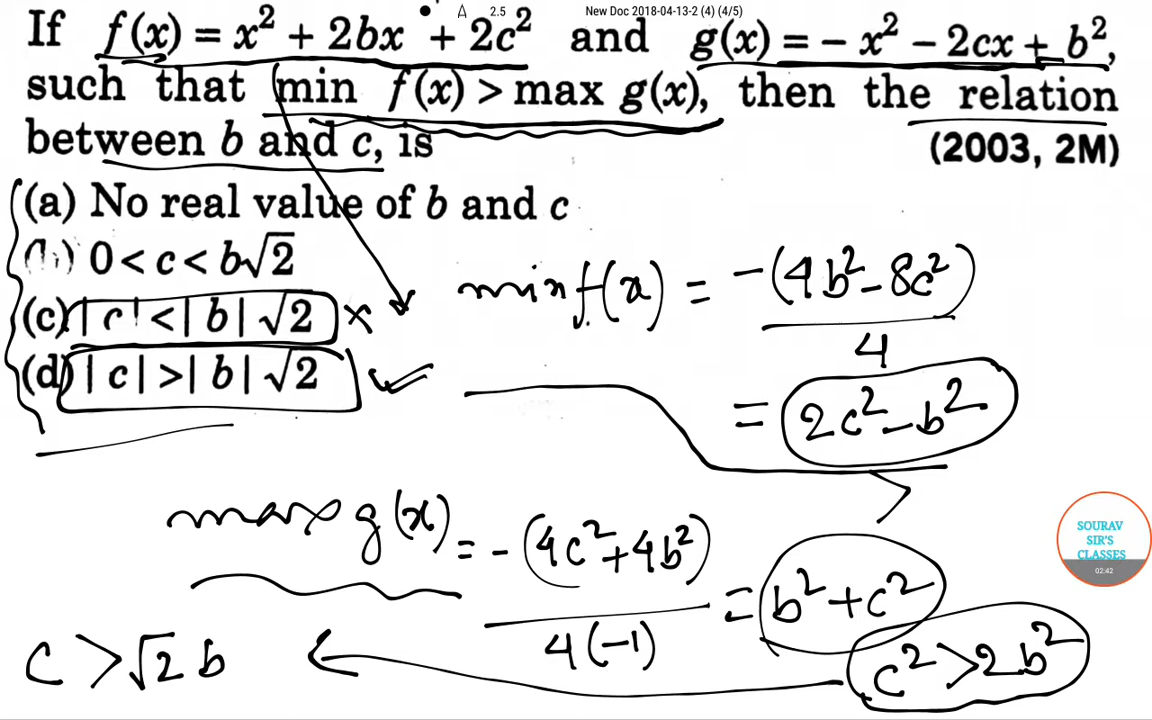 A 2.5 New Doc 2018-04-13-2 (4) (4/5)
If f(x) = x² + 2bx + 2c² and g(x) = – x² – 2cx + b²,
such that min f(x) > max g(x), then the relation
between b and c, is (2003, 2M)
(a) No real value of b and c
(b) 0 < c < b√2
(c) | c | < | b | √2 ×
(d) | c | > | b | √2 ✓
min f(x) = -(4b² - 8c²) / 4
= 2c² - b²
>
max g(x) = -(4c² + 4b²) / 4(-1) = b² + c²
SOURAV
SIR'S
CLASSES
02:42
c² > 2b²
c > √2 b